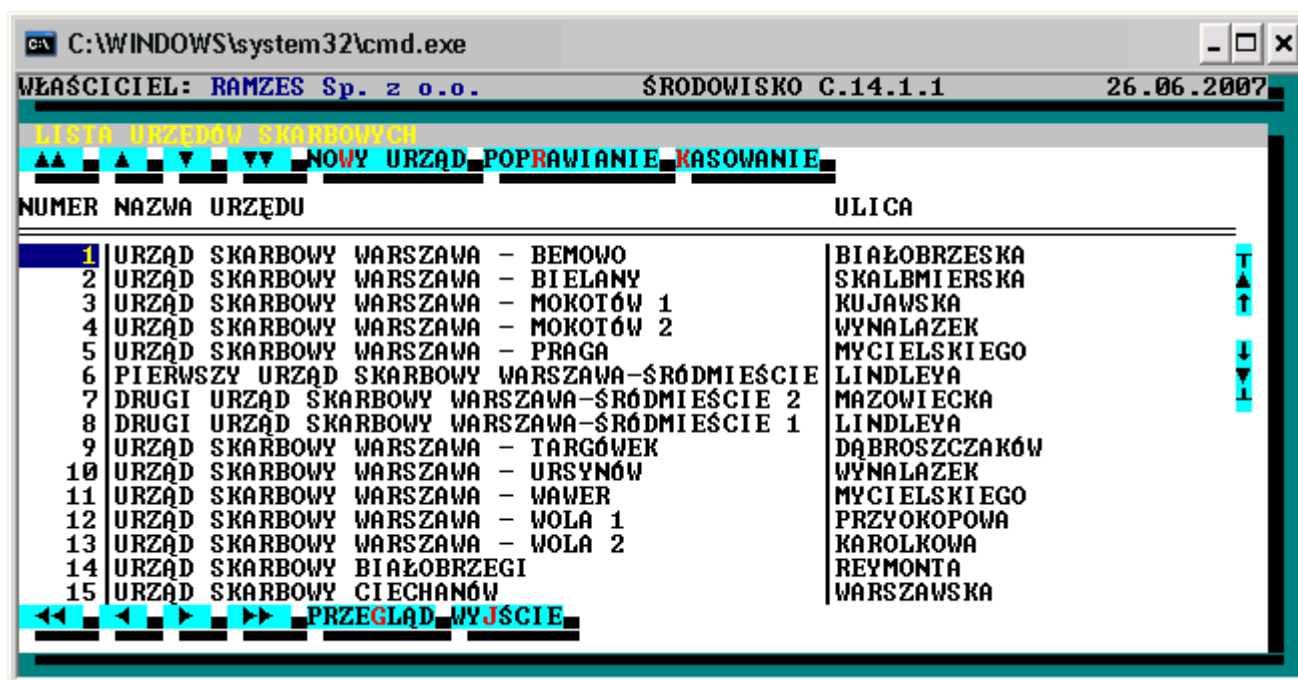 C:\WINDOWS\system32\cmd.exe
WŁAŚCICIEL: RAMZES Sp. z o.o. ŚRODOWISKO C.14.1.1 26.06.2007
LISTA URZĘDÓW SKARBOWYCH
NOWY URZĄD POPRAWIANIE KASOWANIE
NUMER NAZWA URZĘDU ULICA
1 URZĄD SKARBOWY WARSZAWA - BEMOWO BIAŁOBRZESKA
2 URZĄD SKARBOWY WARSZAWA - BIELANY SKALBMIERSKA
3 URZĄD SKARBOWY WARSZAWA - MOKOTÓW 1 KUJAWSKA
4 URZĄD SKARBOWY WARSZAWA - MOKOTÓW 2 WYNALAZEK
5 URZĄD SKARBOWY WARSZAWA - PRAGA MYCIELSKIEGO
6 PIERWSZY URZĄD SKARBOWY WARSZAWA-ŚRÓDMIEŚCIE LINDLEYA
7 DRUGI URZĄD SKARBOWY WARSZAWA-ŚRÓDMIEŚCIE 2 MAZOWIECKA
8 DRUGI URZĄD SKARBOWY WARSZAWA-ŚRÓDMIEŚCIE 1 LINDLEYA
9 URZĄD SKARBOWY WARSZAWA - TARGÓWEK DĄBROSZCZAKÓW
10 URZĄD SKARBOWY WARSZAWA - URSYNÓW WYNALAZEK
11 URZĄD SKARBOWY WARSZAWA - WAWER MYCIELSKIEGO
12 URZĄD SKARBOWY WARSZAWA - WOLA 1 PRZYOKOPOWA
13 URZĄD SKARBOWY WARSZAWA - WOLA 2 KAROLKOWA
14 URZĄD SKARBOWY BIAŁOBRZEGI REYMONTA
15 URZĄD SKARBOWY CIECHANÓW WARSZAWSKA
PRZEGLĄD WYJŚCIE